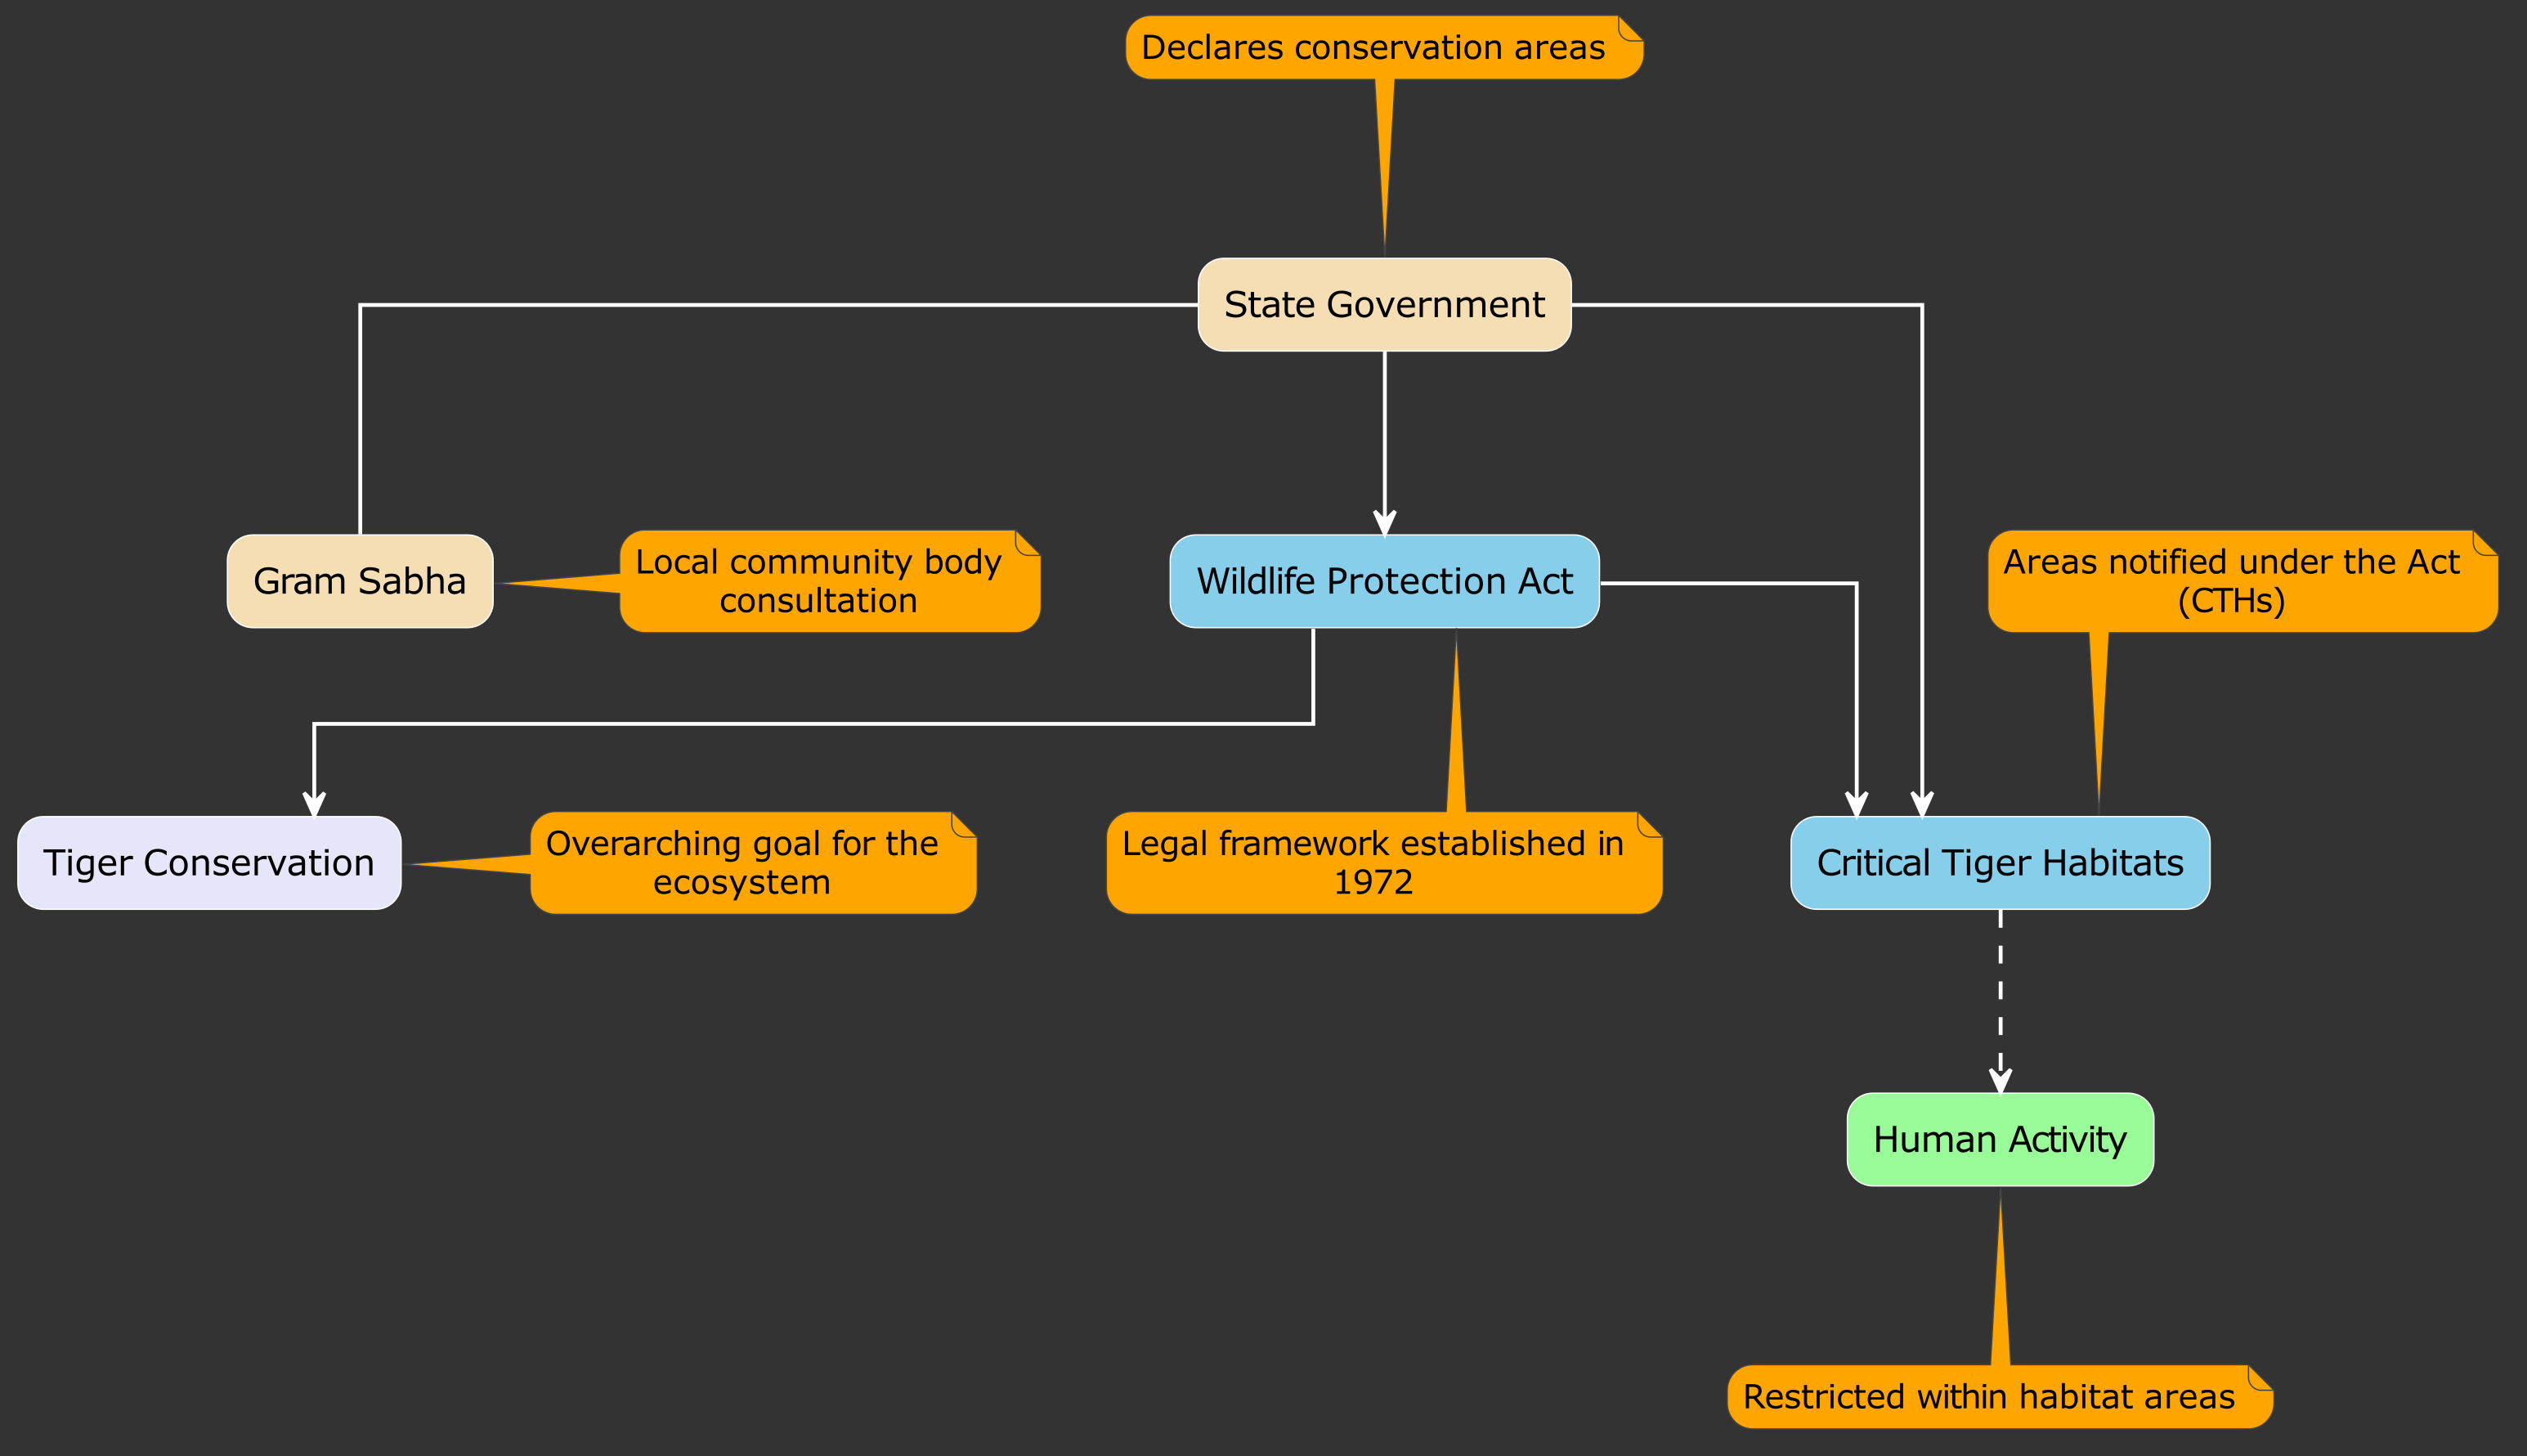 Declares conservation areas
State Government
Gram Sabha
Local community body
consultation
Wildlife Protection Act
Areas notified under the Act
(CTHs)
Tiger Conservation
Overarching goal for the
ecosystem
Legal framework established in
1972
Critical Tiger Habitats
Human Activity
Restricted within habitat areas